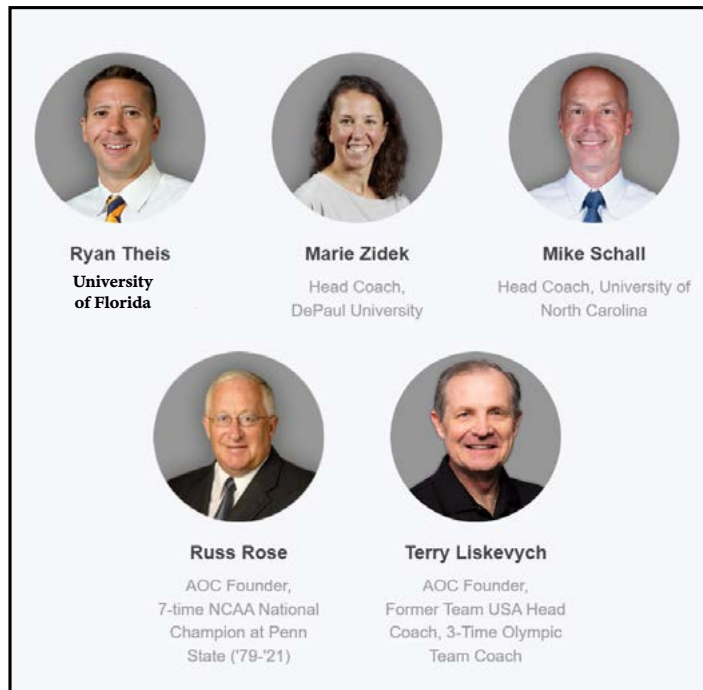 Ryan Theis
University
of Florida
Marie Zidek
Head Coach,
DePaul University
Mike Schall
Head Coach, University of
North Carolina
Russ Rose
AOC Founder,
7-time NCAA National
Champion at Penn
State ('79-'21)
Terry Liskevych
AOC Founder,
Former Team USA Head
Coach, 3-Time Olympic
Team Coach